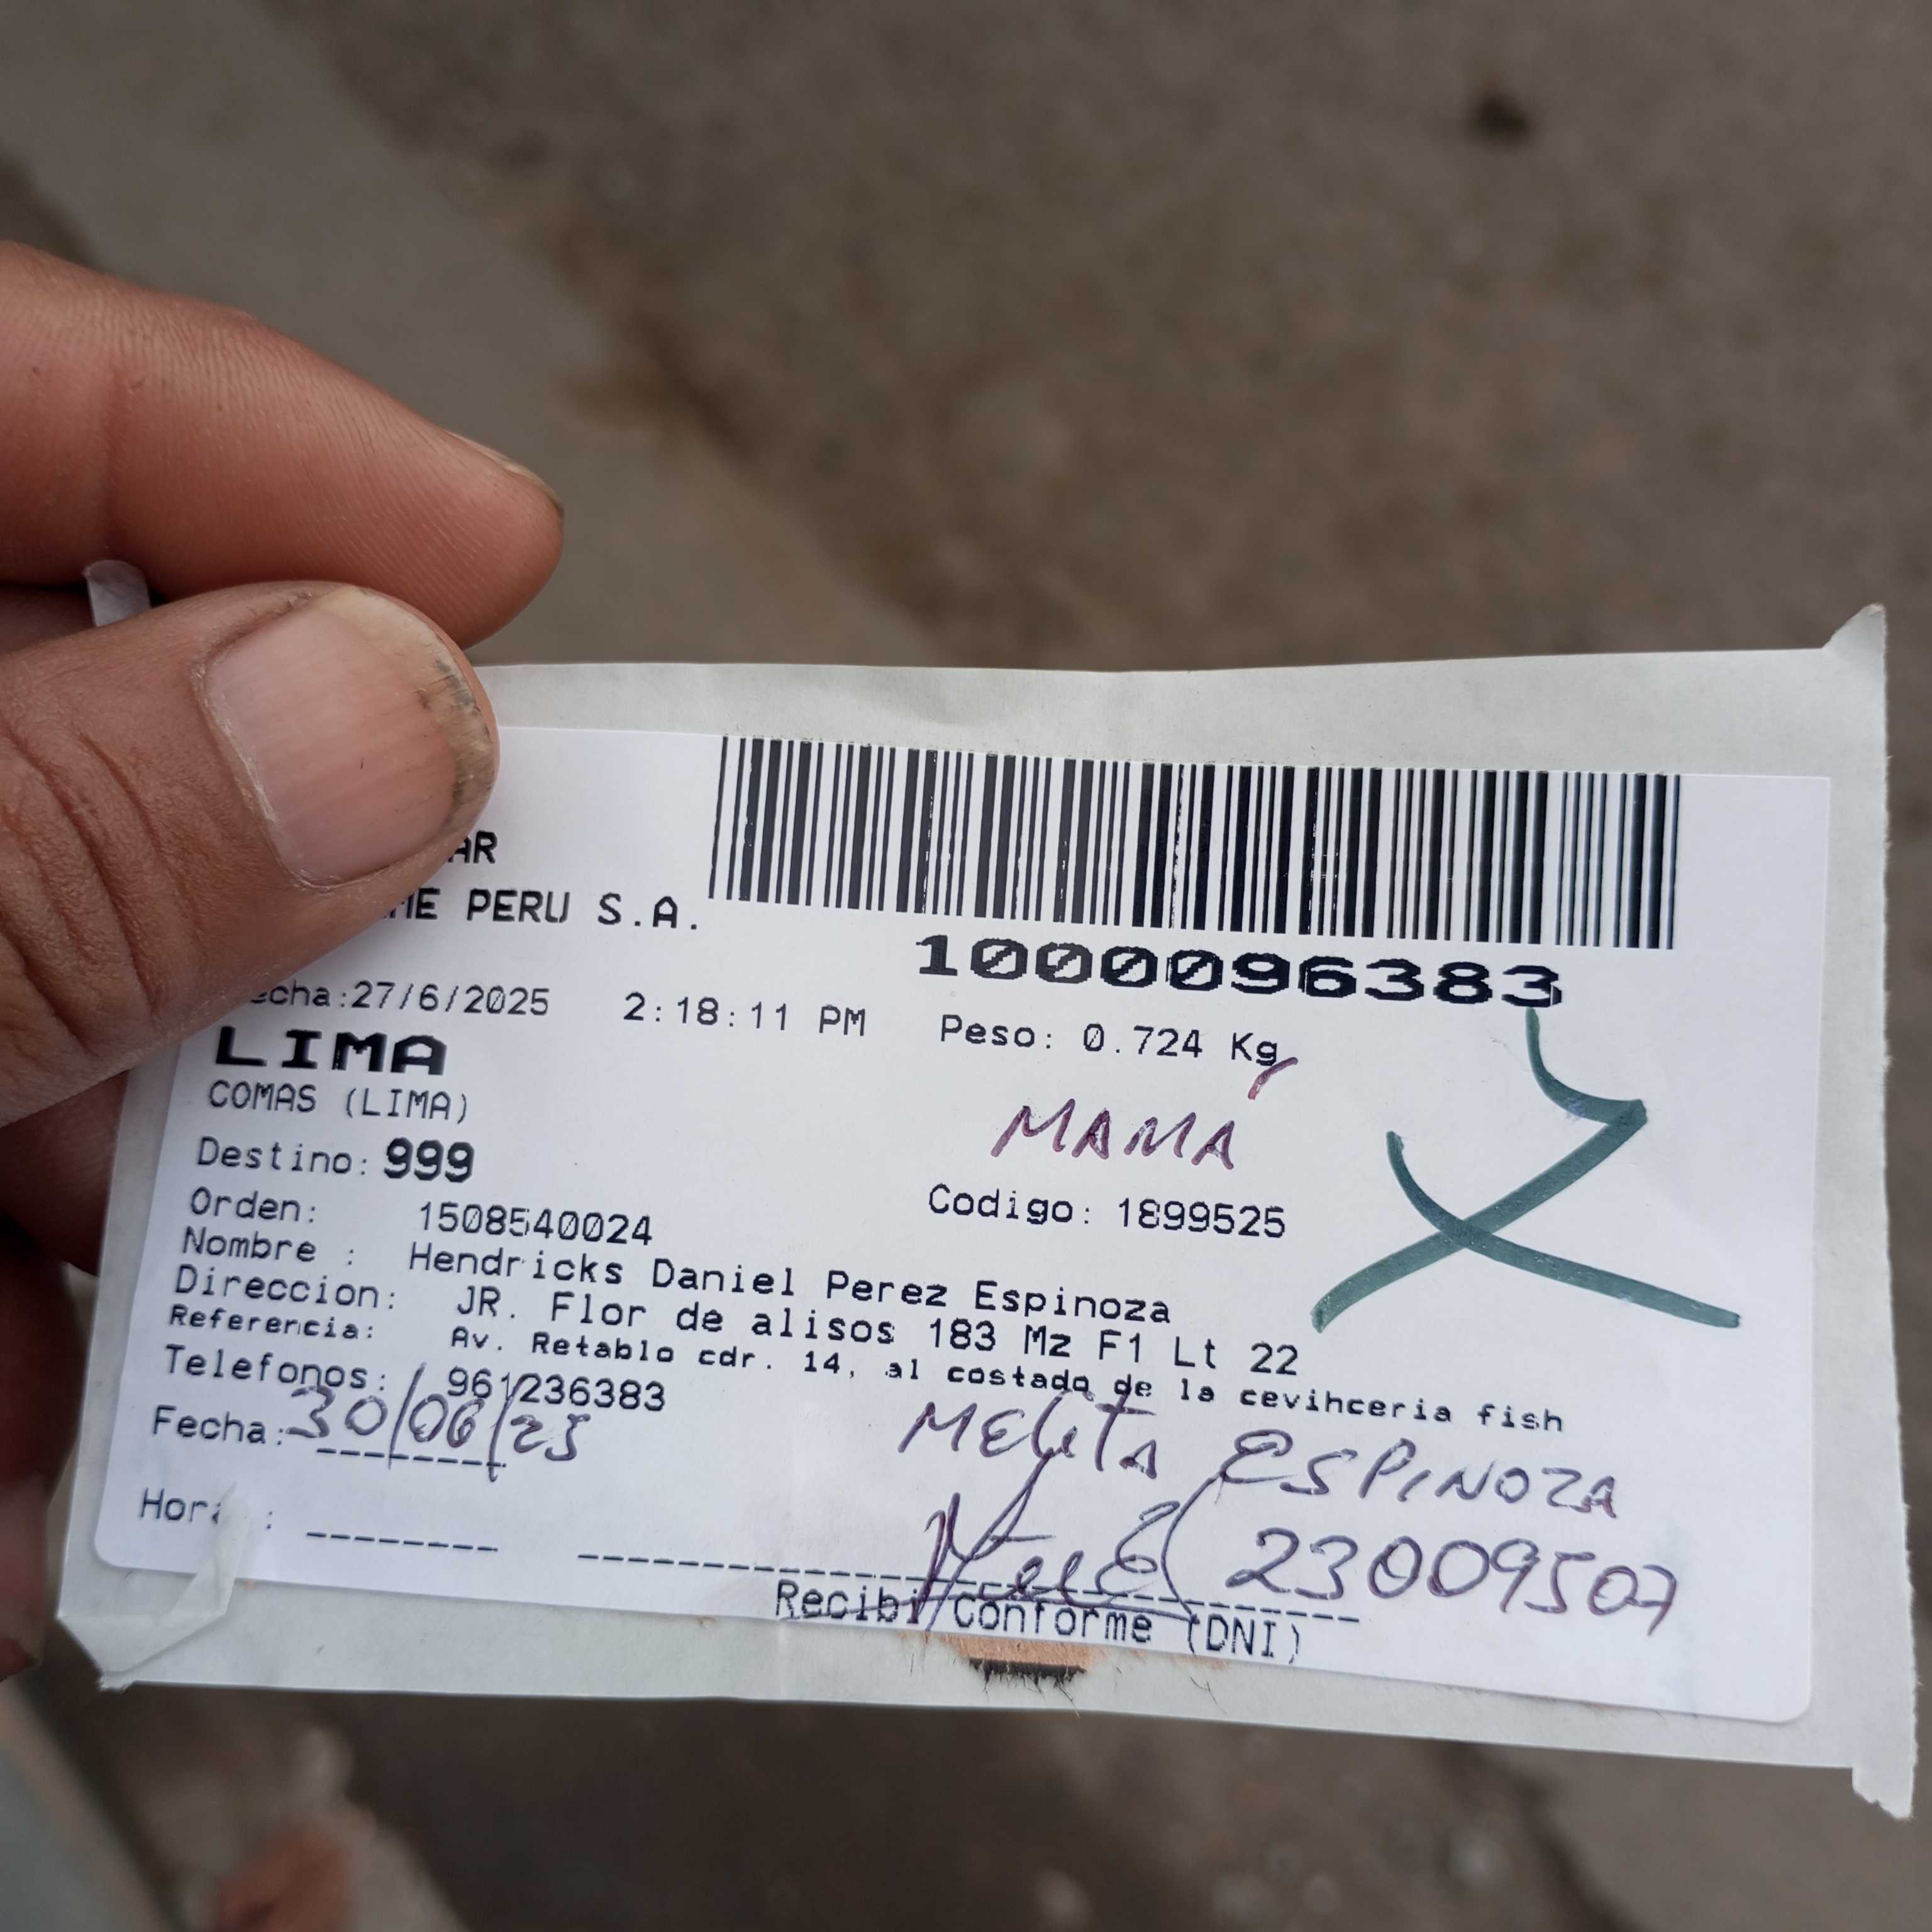 AR
ME PERU S.A.
1000096383
echa:27/6/2025 2:18:11 PM Peso: 0.724 Kg
LIMA
COMAS (LIMA)
MAMA
Destino: 999
Codigo: 1899525
Orden: 1508540024
Nombre : Hendricks Daniel Perez Espinoza
Direccion: JR. Flor de alisos 183 Mz F1 Lt 22
Referencia: Av. Retablo cdr. 14, al costado de la cevihceria fish
Telefonos: 961236383
Fecha: 30/06/25
MELITA ESPINOZA
Hora :
23009507
Recibi Conforme (DNI)